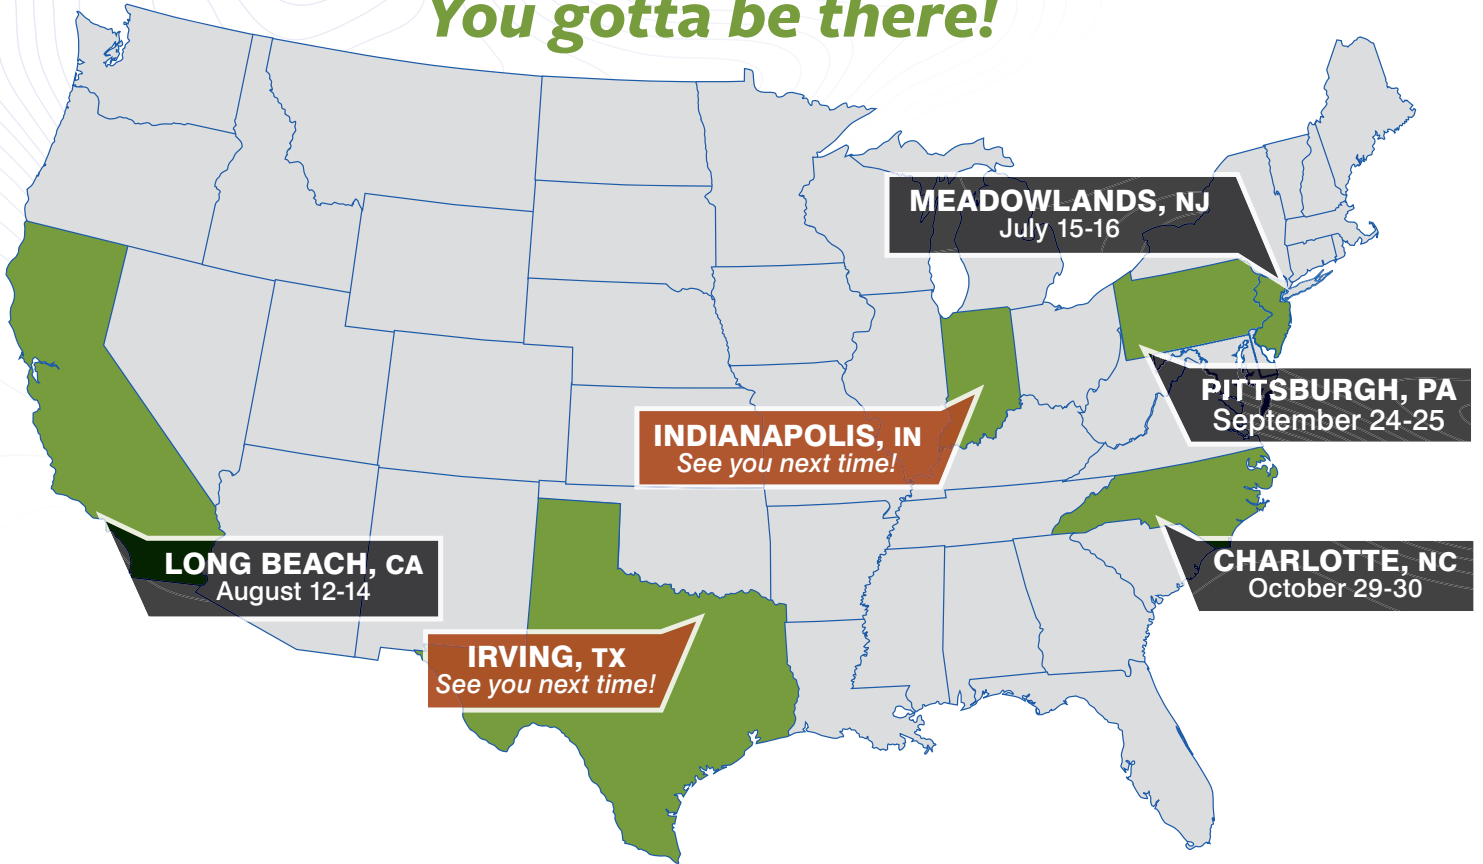 You gotta be there!
MEADOWLANDS, NJ
July 15-16
PITTSBURGH, PA
September 24-25
INDIANAPOLIS, IN
See you next time!
LONG BEACH, CA
August 12-14
CHARLOTTE, NC
October 29-30
IRVING, TX
See you next time!